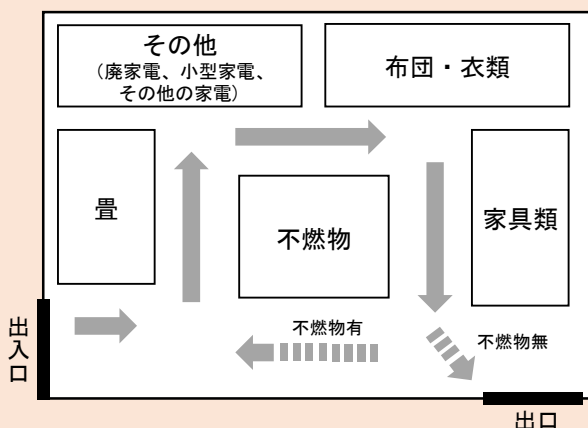 その他
（廃家電、小型家電、
その他の家電）
布団・衣類
畳
不燃物
家具類
出入口
不燃物有
不燃物無
出口